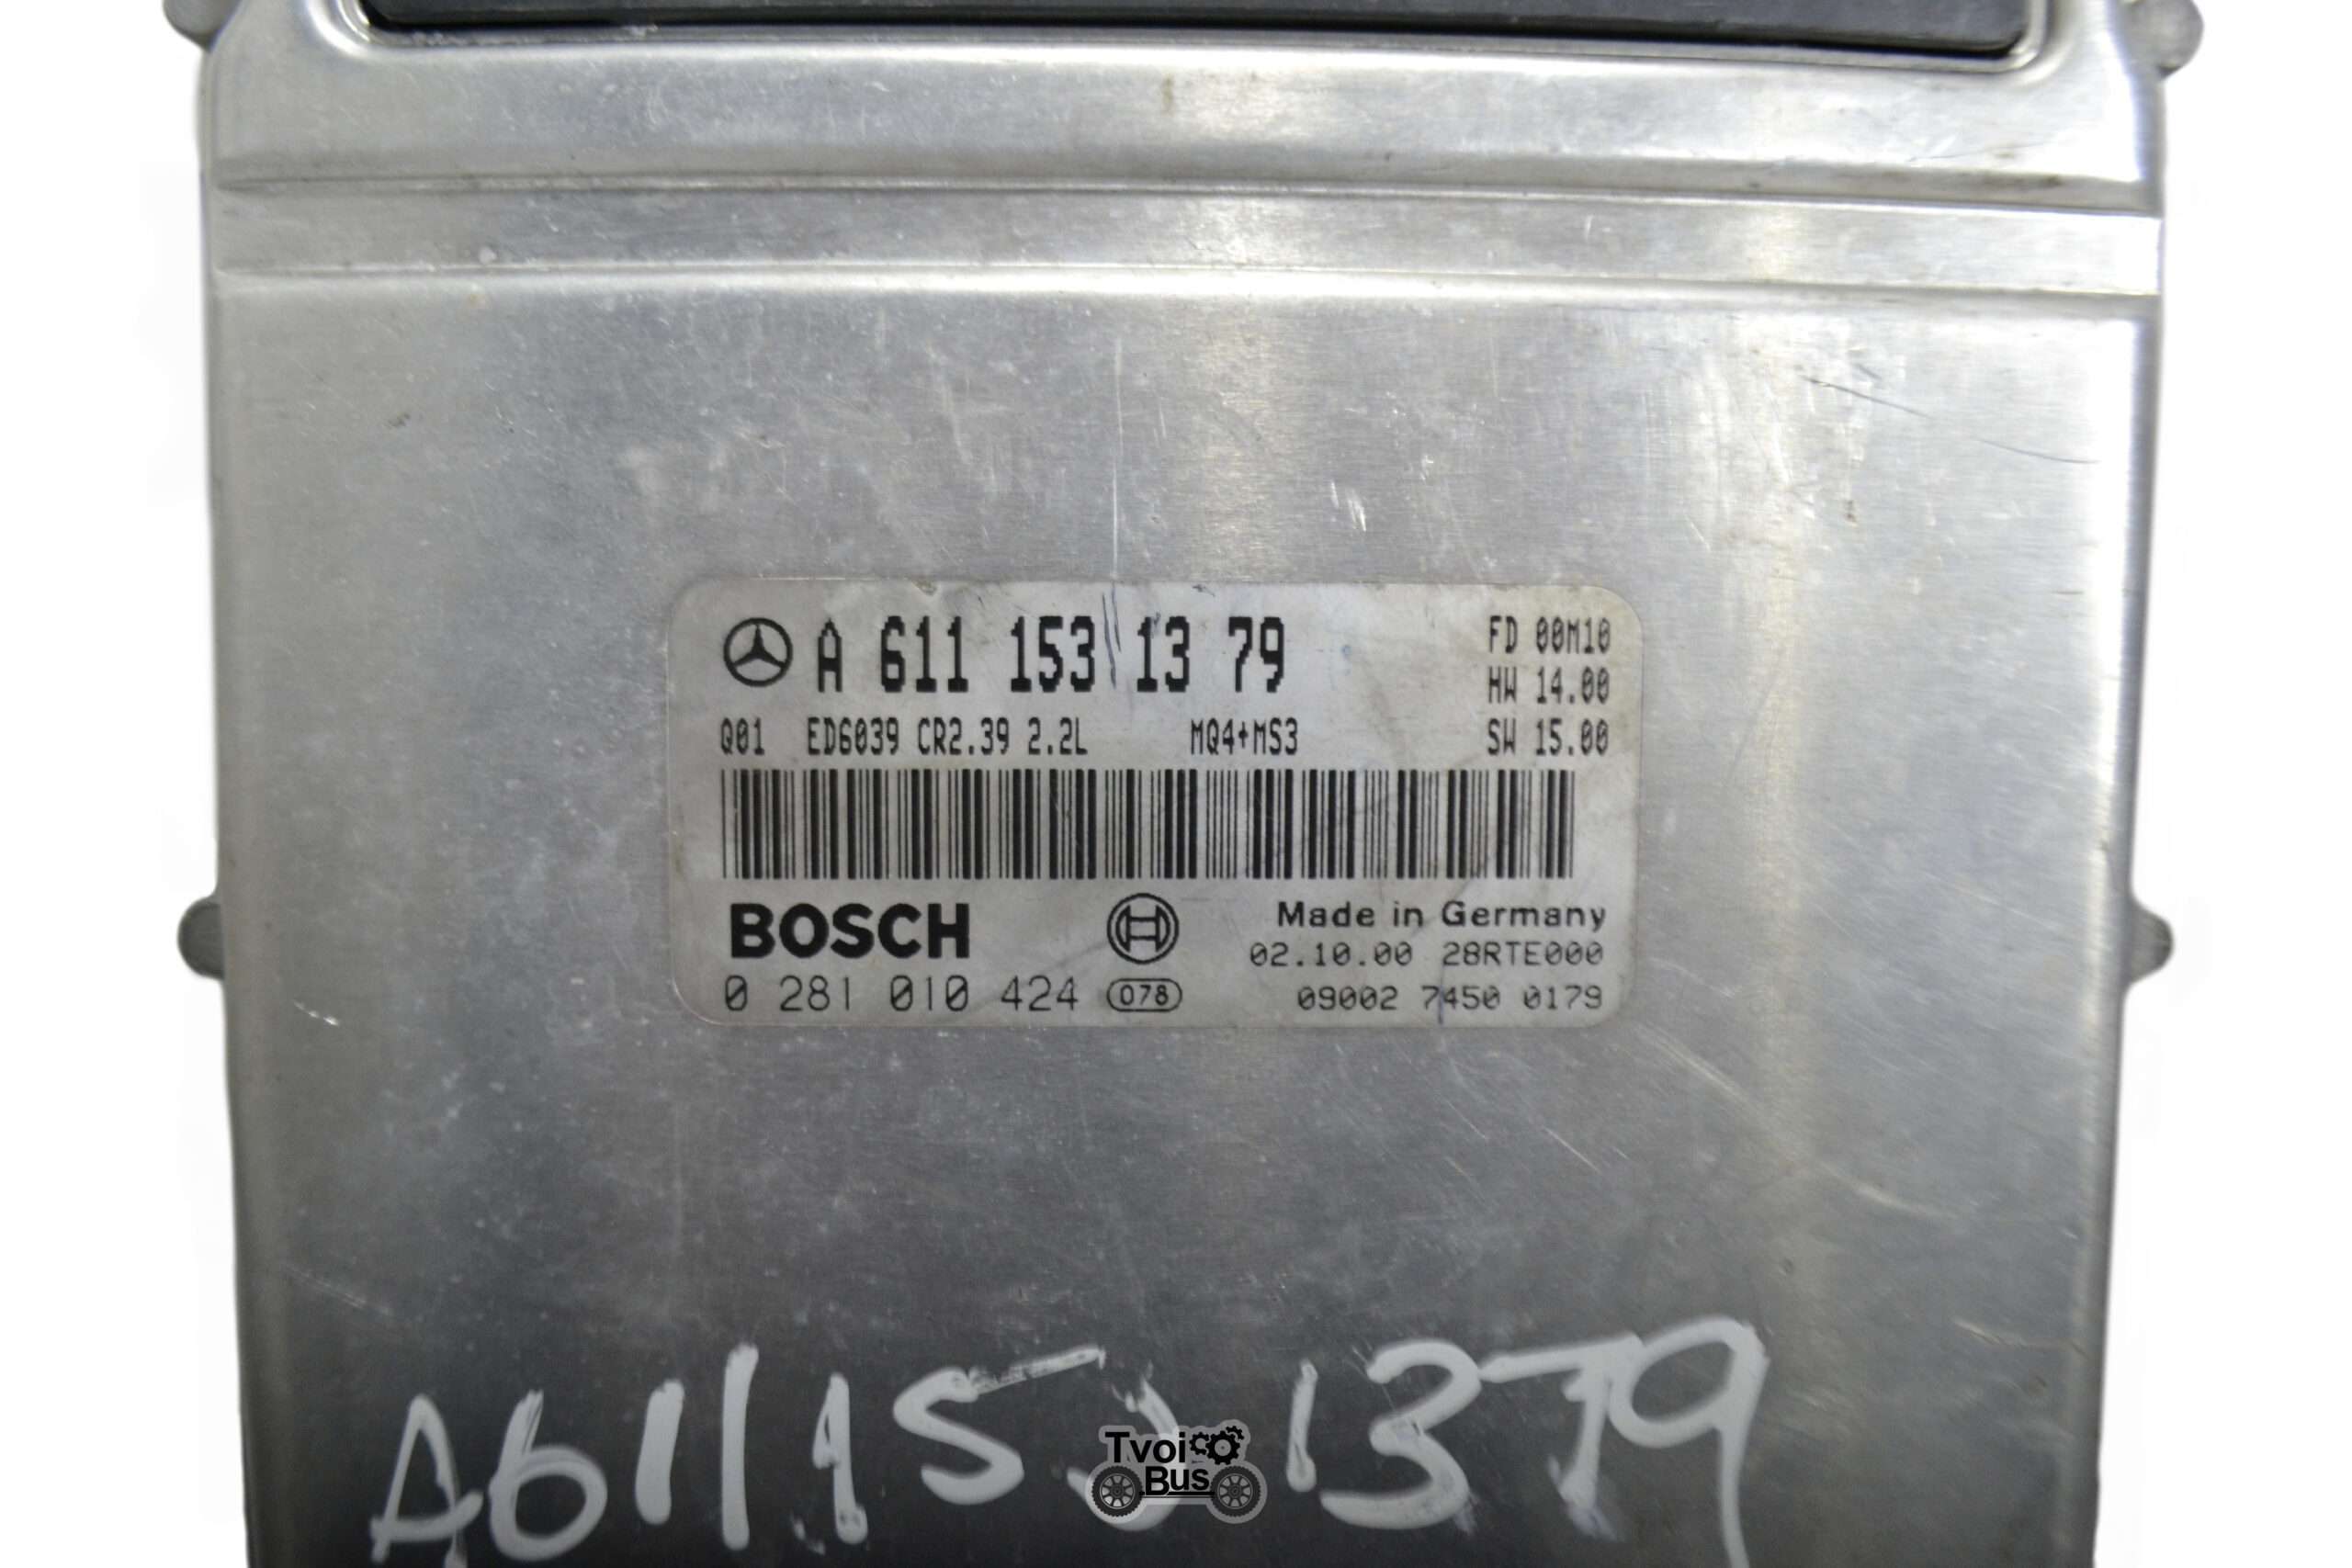 A 611 153 13 79
FD 00M10
HW 14.00
Q01 ED6039 CR2.39 2.2L MQ4+MS3
SW 15.00
BOSCH
Made in Germany
02.10.00 28RTE000
0 281 010 424 078
09002 7450 0179
A6111531379
Tvoi
Bus